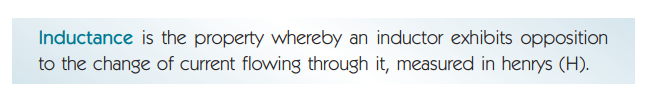 Inductance is the property whereby an inductor exhibits opposition
to the change of current flowing through it, measured in henrys (H).